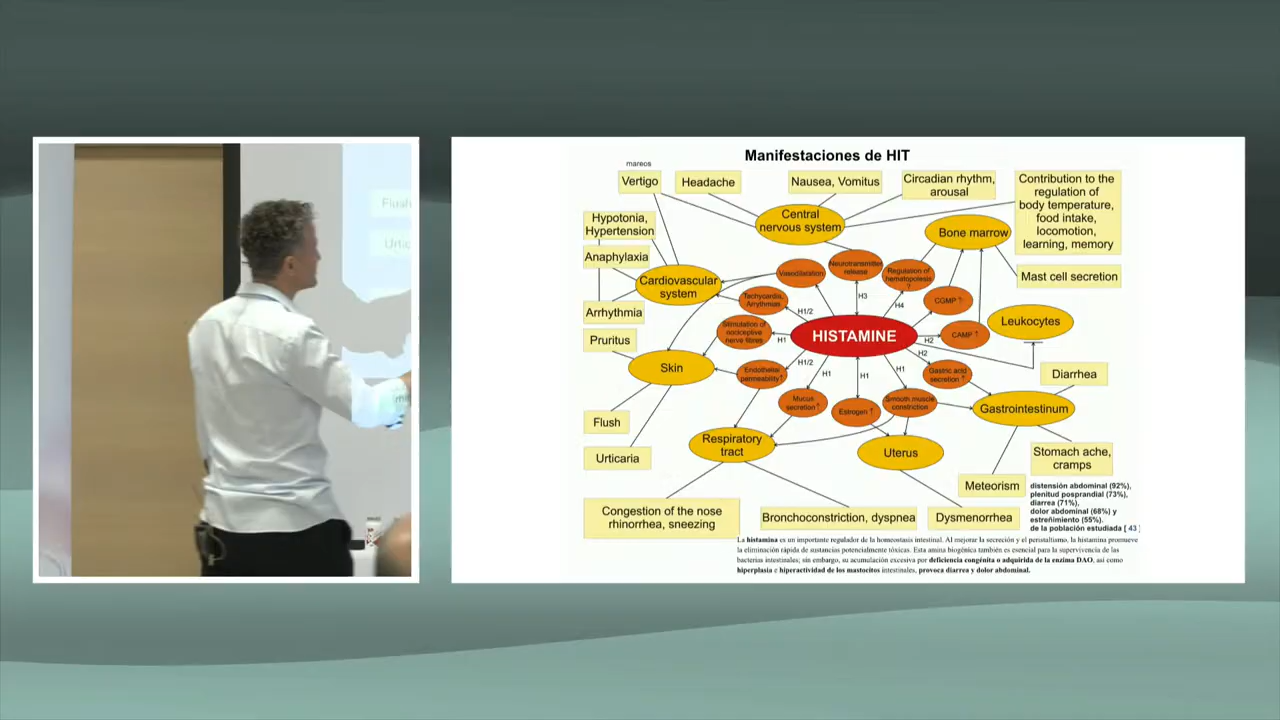 Manifestaciones de HIT
mareos
Vertigo
Headache
Nausea, Vomitus
Circadian rhythm,
arousal
Contribution to the
regulation of
body temperature,
food intake,
locomotion,
learning, memory
Hypotonia,
Hypertension
Central
nervous system
Bone marrow
Anaphylaxia
Cardiovascular
system
Vasodilatation
Neurotransmitter
release
Regulation of
hematopoiesis
↑
Mast cell secretion
Tachycardia,
Arrhythmias
H3
H4
CGMP ↑
Arrhythmia
H1/2
Leukocytes
Stimulation of
nociceptive
nerve fibres
H1
HISTAMINE
H2
CAMP ↑
Pruritus
H2
H1/2
H1
H1
H1
Skin
Endothelial
permeability↑
Gastric acid
secretion ↑
Diarrhea
Mucus
secretion↑
Estrogen ↑
Smooth muscle
constriction
Gastrointestinum
Flush
Respiratory
tract
Uterus
Urticaria
Stomach ache,
cramps
Meteorism
distensión abdominal (92%),
plenitud posprandial (73%),
diarrea (71%),
dolor abdominal (68%) y
estreñimiento (55%).
de la población estudiada [ 43 ]
Congestion of the nose
rhinorrhea, sneezing
Bronchoconstriction, dyspnea
Dysmenorrhea
La histamina es un importante regulador de la homeostasis intestinal. Al mejorar la secreción y el peristaltismo, la histamina promueve
la eliminación rápida de sustancias potencialmente tóxicas. Esta amina biogénica también es esencial para la supervivencia de las
bacterias intestinales; sin embargo, su acumulación excesiva por deficiencia congénita o adquirida de la enzima DAO, así como
hiperplasia e hiperactividad de los mastocitos intestinales, provoca diarrea y dolor abdominal.